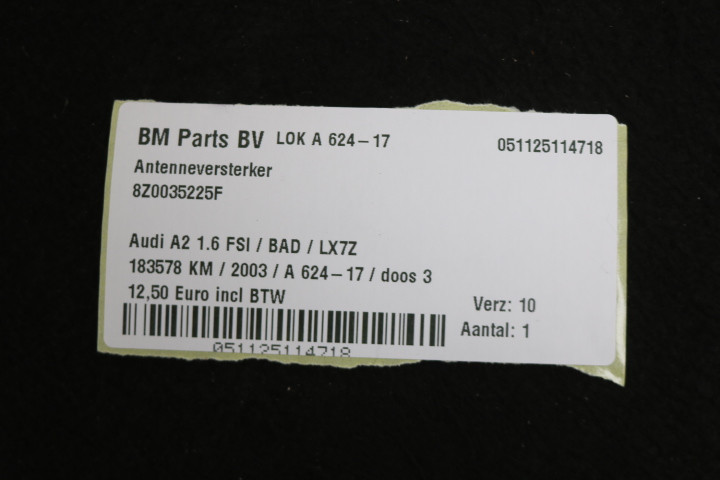 BM Parts BV LOK A 624-17 051125114718
Antenneversterker
8Z0035225F
Audi A2 1.6 FSI / BAD / LX7Z
183578 KM / 2003 / A 624-17 / doos 3
12,50 Euro incl BTW
Verz: 10
Aantal: 1
051125114718